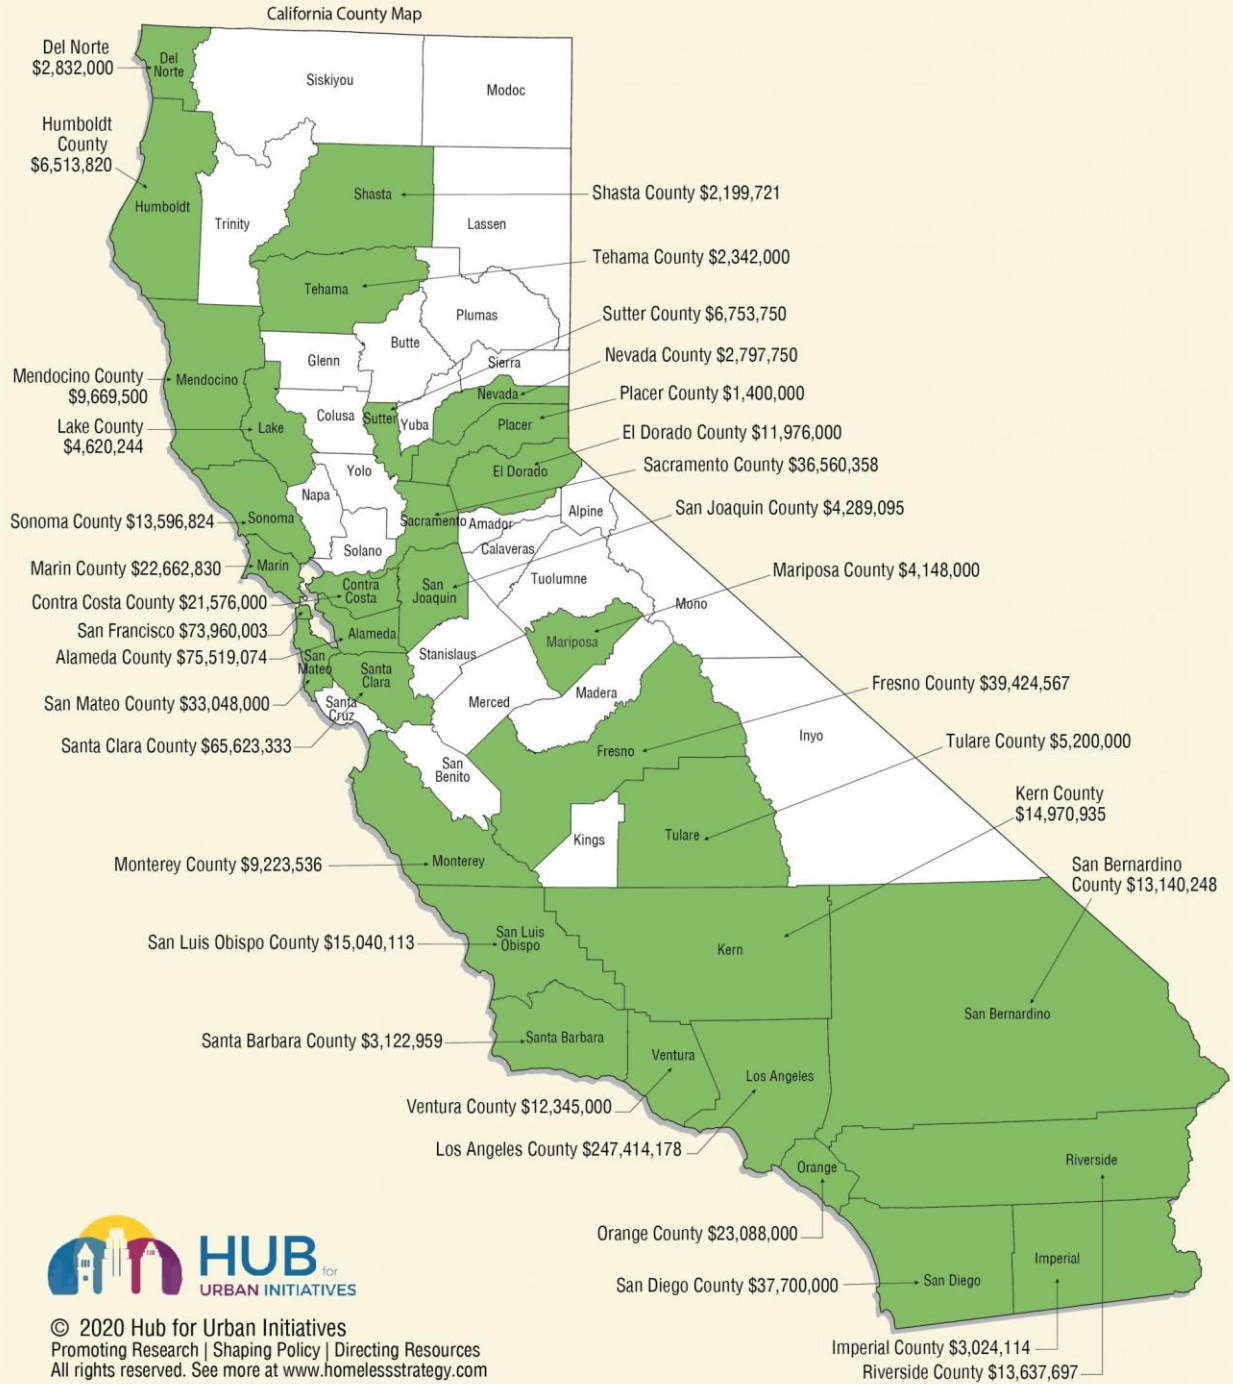 California County Map
Del Norte
$2,832,000
Del
Norte
Siskiyou
Modoc
Humboldt
County
$6,513,820
Humboldt
Trinity
Shasta
Shasta County $2,199,721
Lassen
Tehama County $2,342,000
Tehama
Plumas
Sutter County $6,753,750
Butte
Glenn
Sierra
Nevada County $2,797,750
Mendocino County
$9,669,500
Mendocino
Nevada
Placer County $1,400,000
Colusa
Sutter
Yuba
Placer
Lake County
$4,620,244
Lake
El Dorado County $11,976,000
Yolo
El Dorado
Sacramento County $36,560,358
Napa
Sonoma County $13,596,824
Sonoma
Sacramento
Amador
Alpine
San Joaquin County $4,289,095
Solano
Calaveras
Marin County $22,662,830
Marin
Contra
Costa
San
Joaquin
Tuolumne
Mariposa County $4,148,000
Contra Costa County $21,576,000
Mono
San Francisco $73,960,003
Alameda
Mariposa
Alameda County $75,519,074
San
Mateo
Santa
Clara
Stanislaus
Fresno County $39,424,567
San Mateo County $33,048,000
Santa
Cruz
Merced
Madera
Santa Clara County $65,623,333
Fresno
Inyo
Tulare County $5,200,000
San
Benito
Kern County
$14,970,935
Kings
Tulare
Monterey County $9,223,536
Monterey
San Bernardino
County $13,140,248
San Luis Obispo County $15,040,113
San Luis
Obispo
Kern
San Bernardino
Santa Barbara County $3,122,959
Santa Barbara
Ventura
Los Angeles
Ventura County $12,345,000
Los Angeles County $247,414,178
Orange
Riverside
Orange County $23,088,000
San Diego County $37,700,000
San Diego
Imperial
Imperial County $3,024,114
Riverside County $13,637,697
HUB for
URBAN INITIATIVES
© 2020 Hub for Urban Initiatives
Promoting Research | Shaping Policy | Directing Resources
All rights reserved. See more at www.homelessstrategy.com